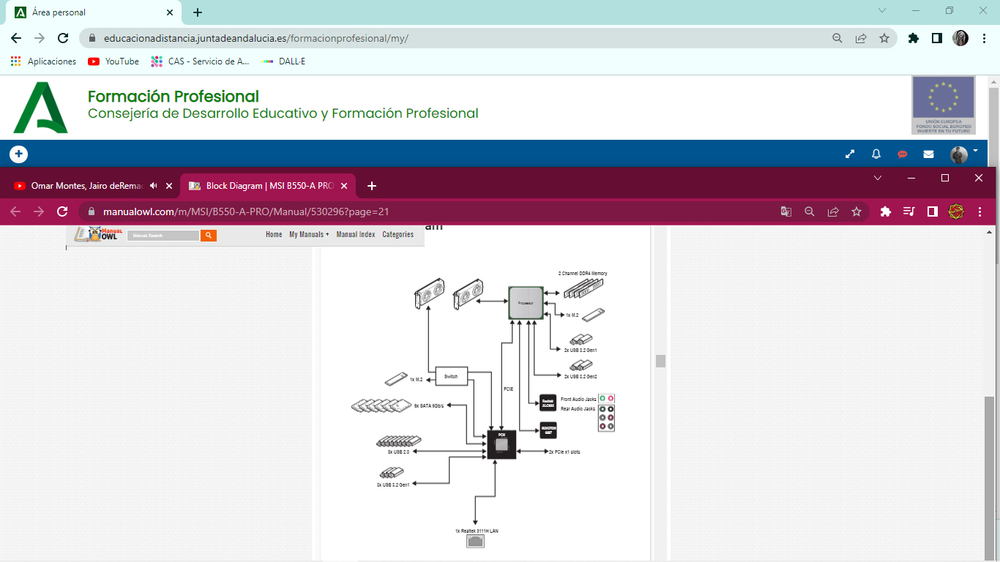 Área personal
educacionadistancia.juntadeandalucia.es/formacionprofesional/my/
Aplicaciones
YouTube
CAS - Servicio de A...
DALL·E
Formación Profesional
Consejería de Desarrollo Educativo y Formación Profesional
UNIÓN EUROPEA
FONDO SOCIAL EUROPEO
INVIERTE EN TU FUTURO
Omar Montes, Jairo deRema
Block Diagram | MSI B550-A PRO
manualowl.com/m/MSI/B550-A-PRO/Manual/530296?page=21
Manual
OWL
Manual Search
Home
My Manuals +
Manual Index
Categories
am
2 Channel DDR4 Memory
Processor
1x M.2
2x USB 3.2 Gen1
2x USB 3.2 Gen2
Switch
1x M.2
PCIE
Realtek
Front Audio Jacks
Rear Audio Jacks
6x SATA 6Gb/s
NUVOTON
PCH
8x USB 2.0
2x PCIe x1 slots
3x USB 3.2 Gen1
1x Realtek 8111H LAN